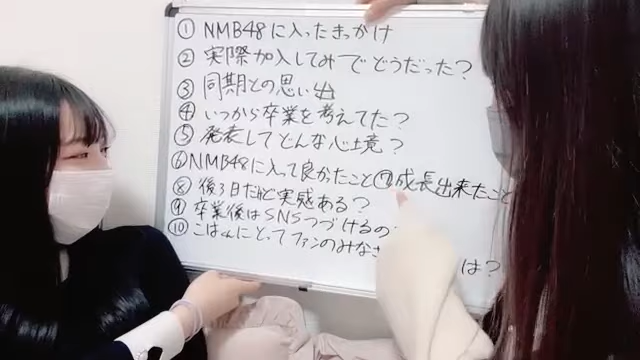 ① NMB48に入ったきっかけ
② 実際加入してみてどうだった?
③ 同期との思い出
④ いつから卒業を考えてた?
⑤ 発表してどんな心境?
⑥ NMB48に入って良かったこと ⑦成長出来たこと
⑧ 後3日だけど実感ある?
⑨ 卒業後はSNSつづけるの
⑩ こはくんにとってファンのみなさ は?